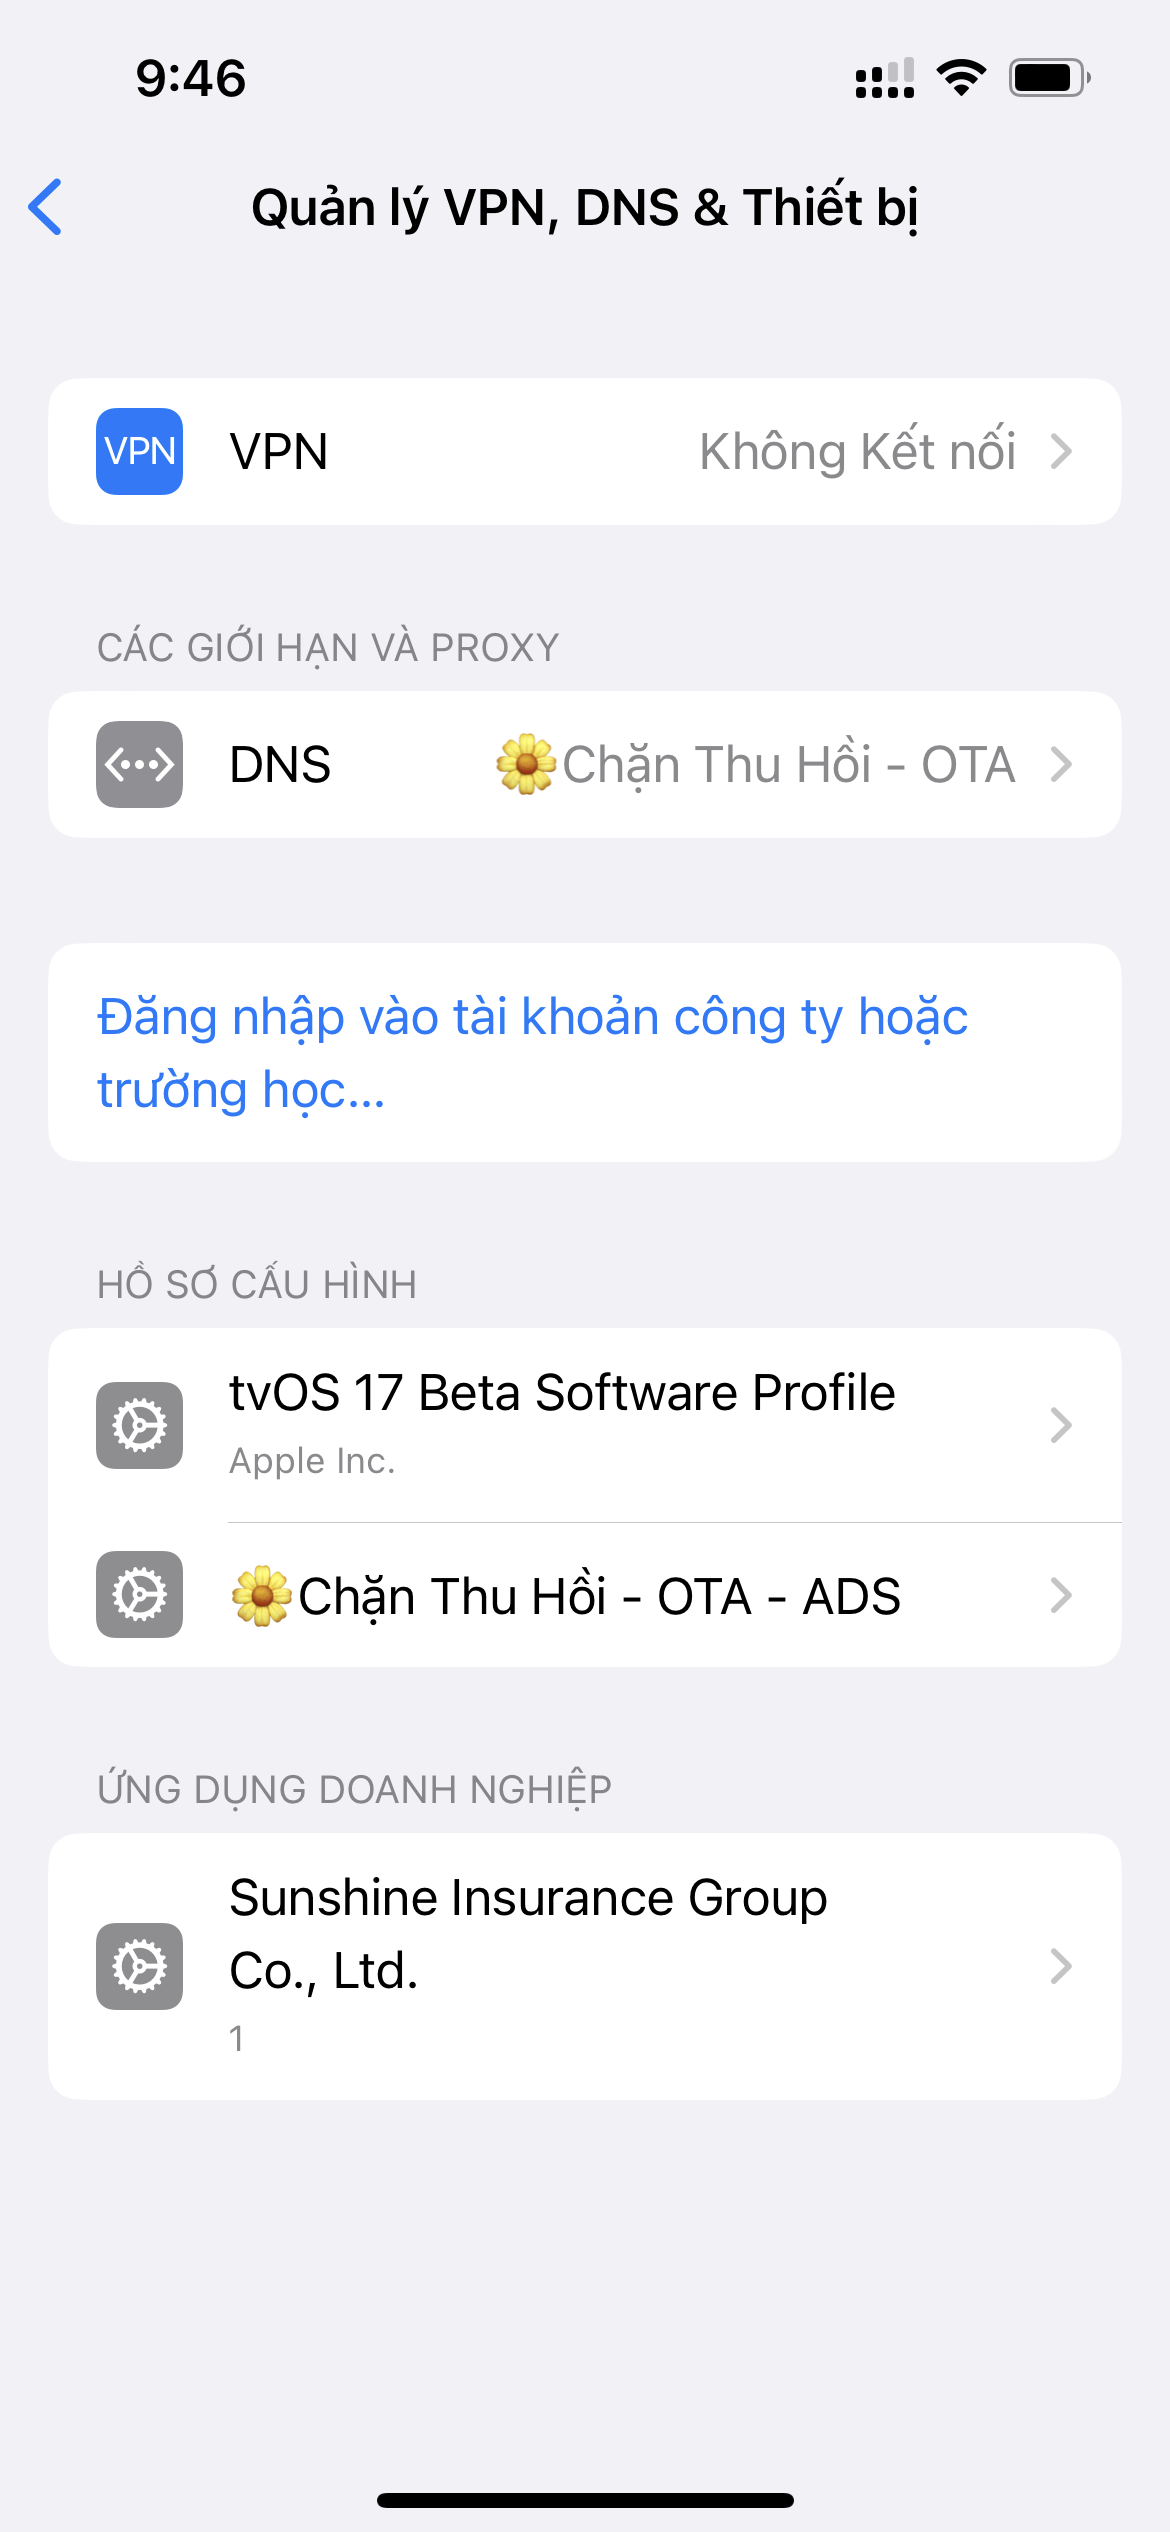 9:46
Quản lý VPN, DNS & Thiết bị
VPN
VPN
Không Kết nối
CÁC GIỚI HẠN VÀ PROXY
DNS
🌼Chặn Thu Hồi - OTA
Đăng nhập vào tài khoản công ty hoặc
trường học...
HỒ SƠ CẤU HÌNH
tvOS 17 Beta Software Profile
Apple Inc.
🌼Chặn Thu Hồi - OTA - ADS
ỨNG DỤNG DOANH NGHIỆP
Sunshine Insurance Group
Co., Ltd.
1